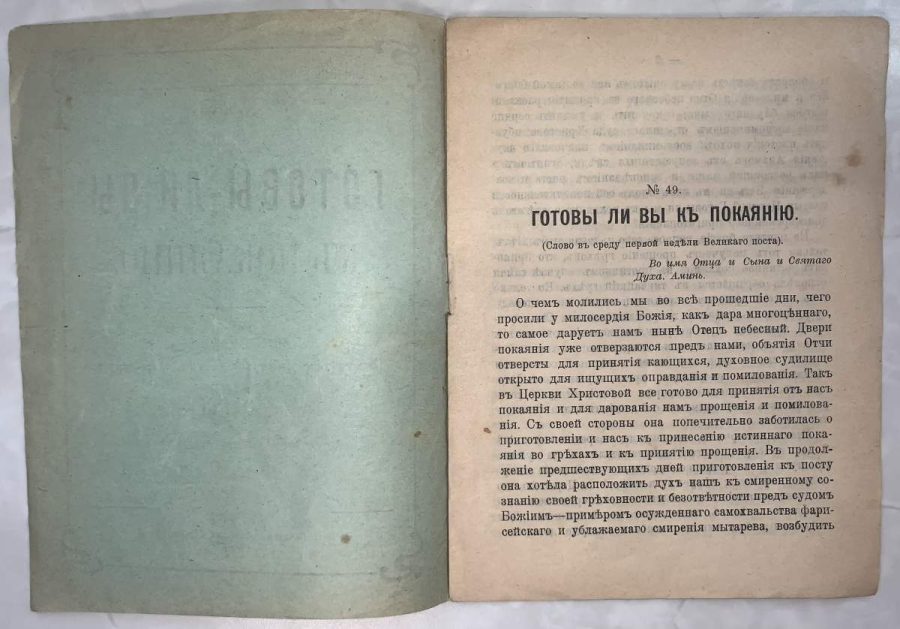 № 49.
ГОТОВЫ ЛИ ВЫ КЪ ПОКАЯНІЮ.
(Слово въ среду первой недѣли Великаго поста).
Во имя Отца и Сына и Святаго
Духа. Аминь.
О чемъ молились мы во всѣ прошедшіе дни, чего
просили у милосердія Божія, какъ дара многоцѣннаго,
то самое даруетъ намъ нынѣ Отецъ небесный. Двери
покаянія уже отверзаются предъ нами, объятія Отчи
отверсты для принятія кающихся, духовное судилище
открыто для ищущихъ оправданія и помилованія. Такъ
въ Церкви Христовой все готово для принятія отъ насъ
покаянія и для дарованія намъ прощенія и помилова-
нія. Съ своей стороны она попечительно заботилась о
приготовленіи и насъ къ принесенію истиннаго пока-
янія во грѣхахъ и къ принятію прощенія. Въ продол-
женіе предшествующихъ дней приготовленія къ посту
она хотѣла расположить духъ нашъ къ смиренному со-
знанію своей грѣховности и безотвѣтности предъ судомъ
Божіимъ—примѣромъ осужденнаго самохвальства фари-
сейскаго и ублажаемаго смиренія мытарева, возбудить